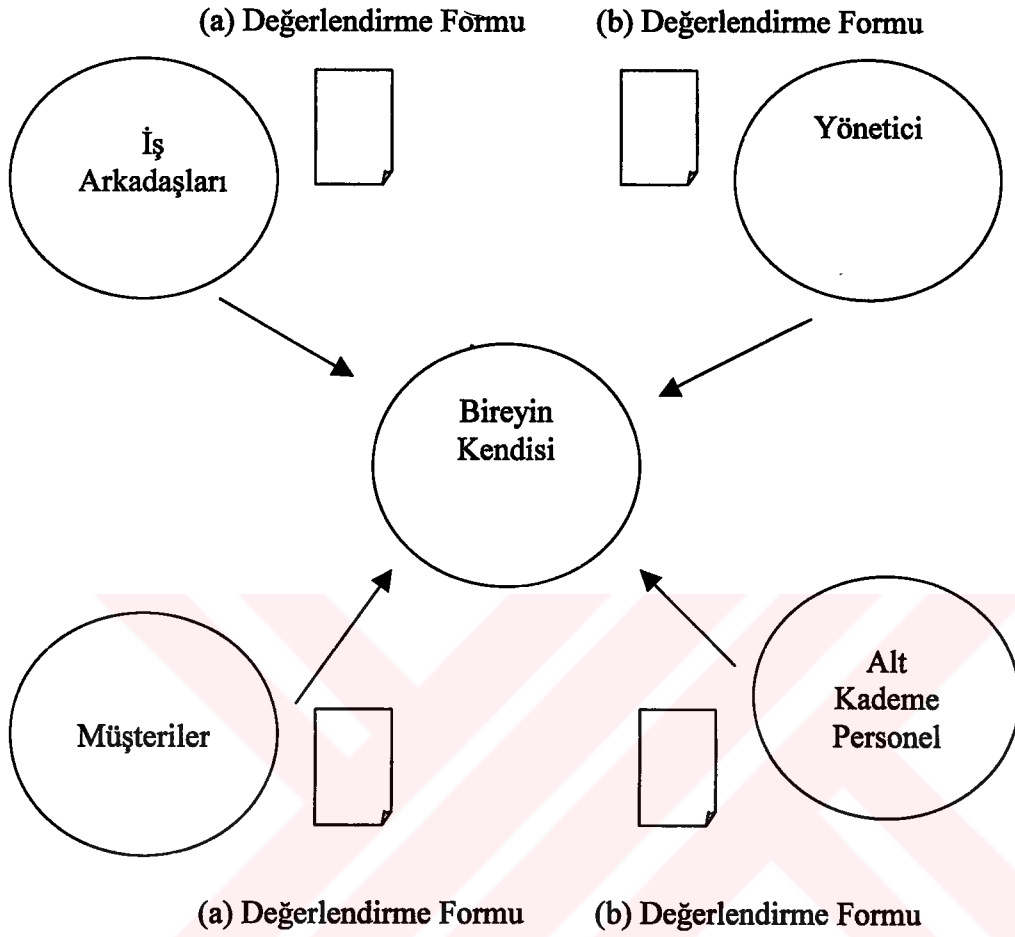 (a) Değerlendirme Formu
(b) Değerlendirme Formu
İş
Arkadaşları
Yönetici
Bireyin
Kendisi
Müşteriler
Alt
Kademe
Personel
(a) Değerlendirme Formu
(b) Değerlendirme Formu